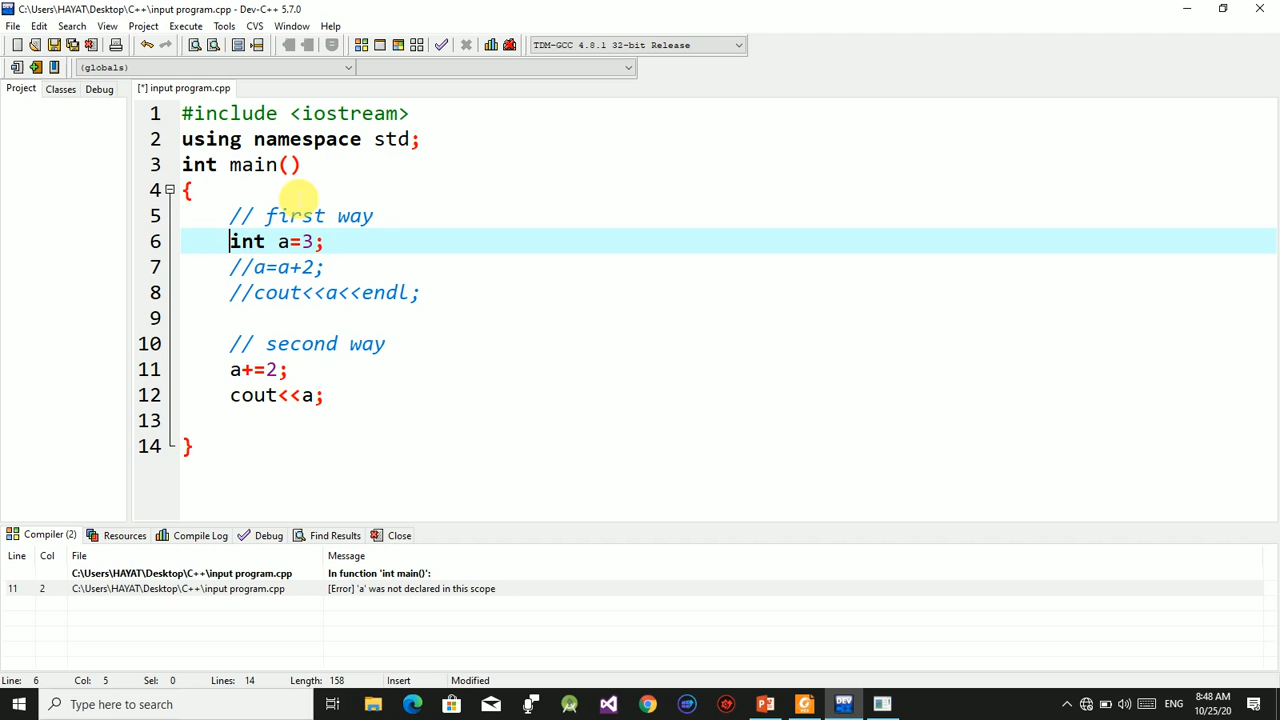 C:\Users\HAYAT\Desktop\C++\input program.cpp - Dev-C++ 5.7.0
File Edit Search View Project Execute Tools CVS Window Help
TDM-GCC 4.8.1 32-bit Release
(globals)
Project Classes Debug [*] input program.cpp
1 #include <iostream>
2 using namespace std;
3 int main()
4 {
5 // first way
6 int a=3;
7 //a=a+2;
8 //cout<<a<<endl;
9
10 // second way
11 a+=2;
12 cout<<a;
13
14 }
Compiler (2) Resources Compile Log Debug Find Results Close
Line Col File Message
C:\Users\HAYAT\Desktop\C++\input program.cpp In function 'int main()':
11 2 C:\Users\HAYAT\Desktop\C++\input program.cpp [Error] 'a' was not declared in this scope
Line: 6 Col: 5 Sel: 0 Lines: 14 Length: 158 Insert Modified
Type here to search DEV ENG 8:48 AM
10/25/20